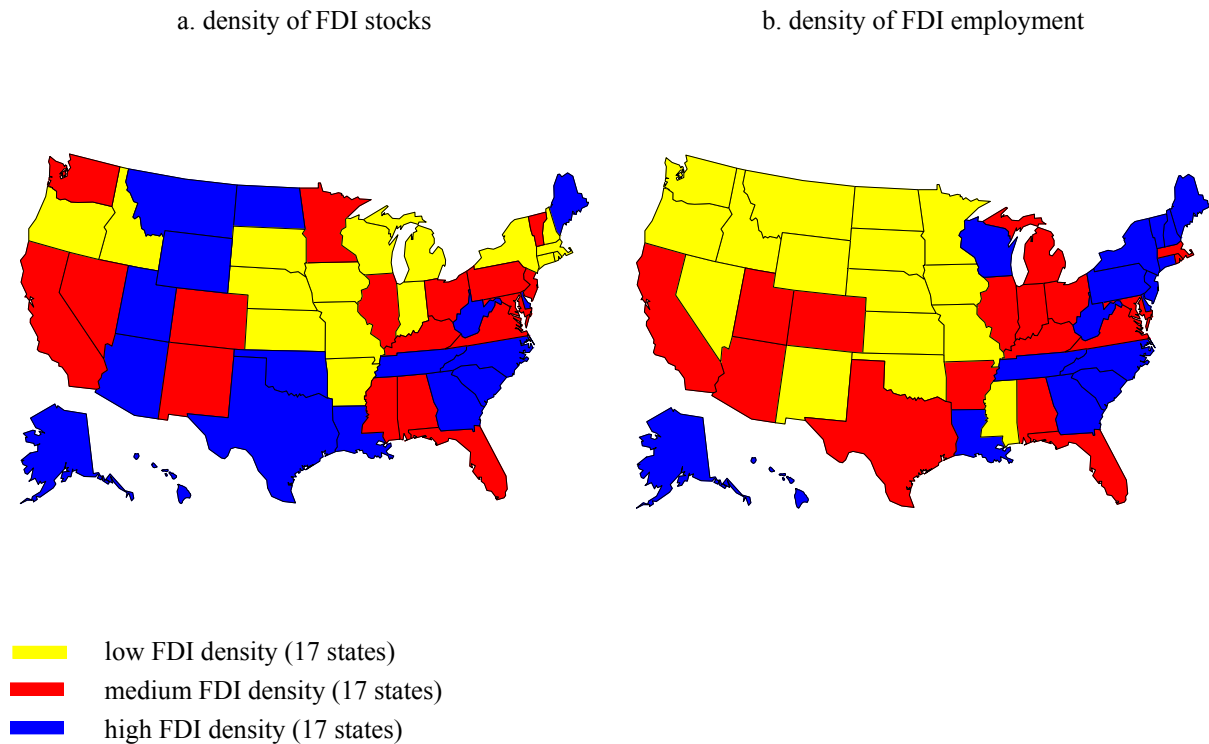 a. density of FDI stocks
b. density of FDI employment
low FDI density (17 states)
medium FDI density (17 states)
high FDI density (17 states)